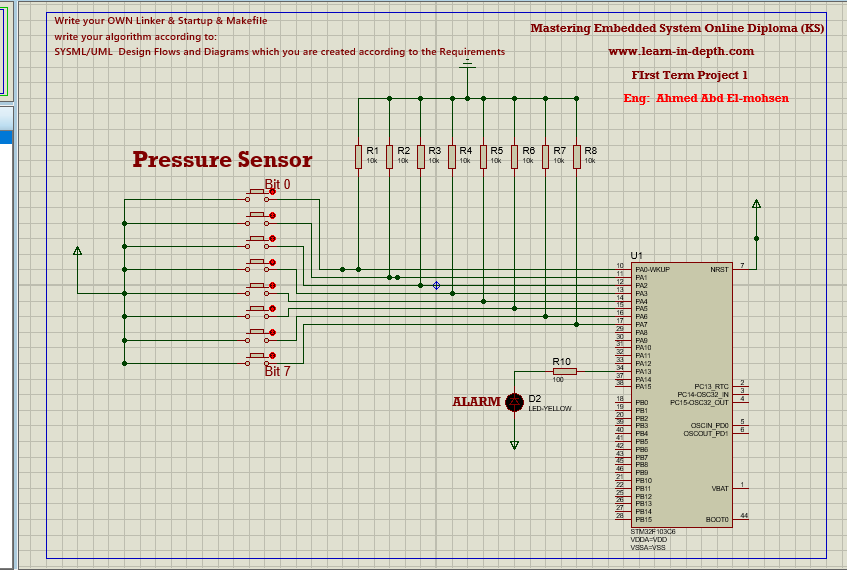 Write your OWN Linker & Startup & Makefile
write your algorithm according to:
SYSML/UML Design Flows and Diagrams which you are created according to the Requirements
Mastering Embedded System Online Diploma (KS)
www.learn-in-depth.com
FIrst Term Project 1
Eng: Ahmed Abd El-mohsen
Pressure Sensor
Bit 0
Bit 7
R1
10k
R2
10k
R3
10k
R4
10k
R5
10k
R6
10k
R7
10k
R8
10k
R10
100
ALARM
D2
LED-YELLOW
U1
10 PA0-WKUP
11 PA1
12 PA2
13 PA3
14 PA4
15 PA5
16 PA6
17 PA7
29 PA8
30 PA9
31 PA10
32 PA11
33 PA12
34 PA13
37 PA14
38 PA15
18 PB0
19 PB1
20 PB2
39 PB3
40 PB4
41 PB5
42 PB6
43 PB7
45 PB8
46 PB9
21 PB10
22 PB11
25 PB12
26 PB13
27 PB14
28 PB15
NRST 7
PC13_RTC 2
PC14-OSC32_IN 3
PC15-OSC32_OUT 4
OSCIN_PD0 5
OSCOUT_PD1 6
VBAT 1
BOOT0 44
STM32F103C6
VDDA=VDD
VSSA=VSS